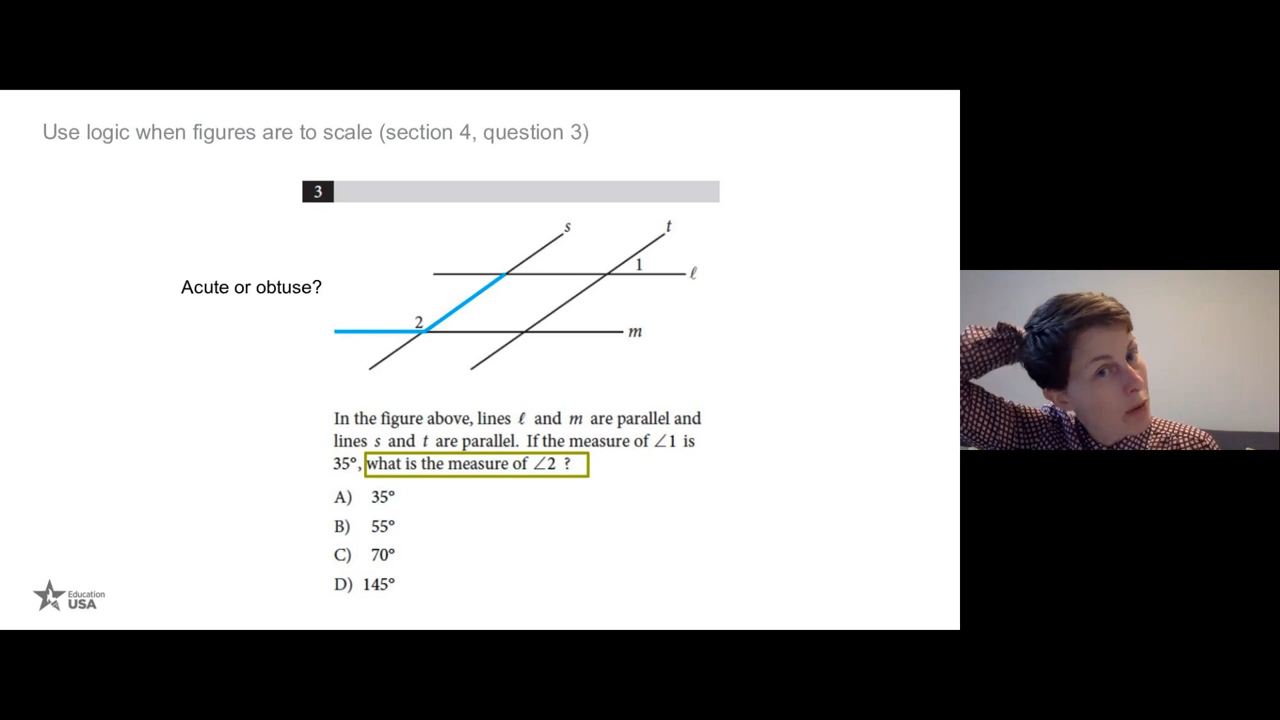 Use logic when figures are to scale (section 4, question 3)
3
s
t
1
ℓ
Acute or obtuse?
2
m
In the figure above, lines ℓ and m are parallel and
lines s and t are parallel. If the measure of ∠1 is
35°, what is the measure of ∠2 ?
A) 35°
B) 55°
C) 70°
D) 145°
Education
USA